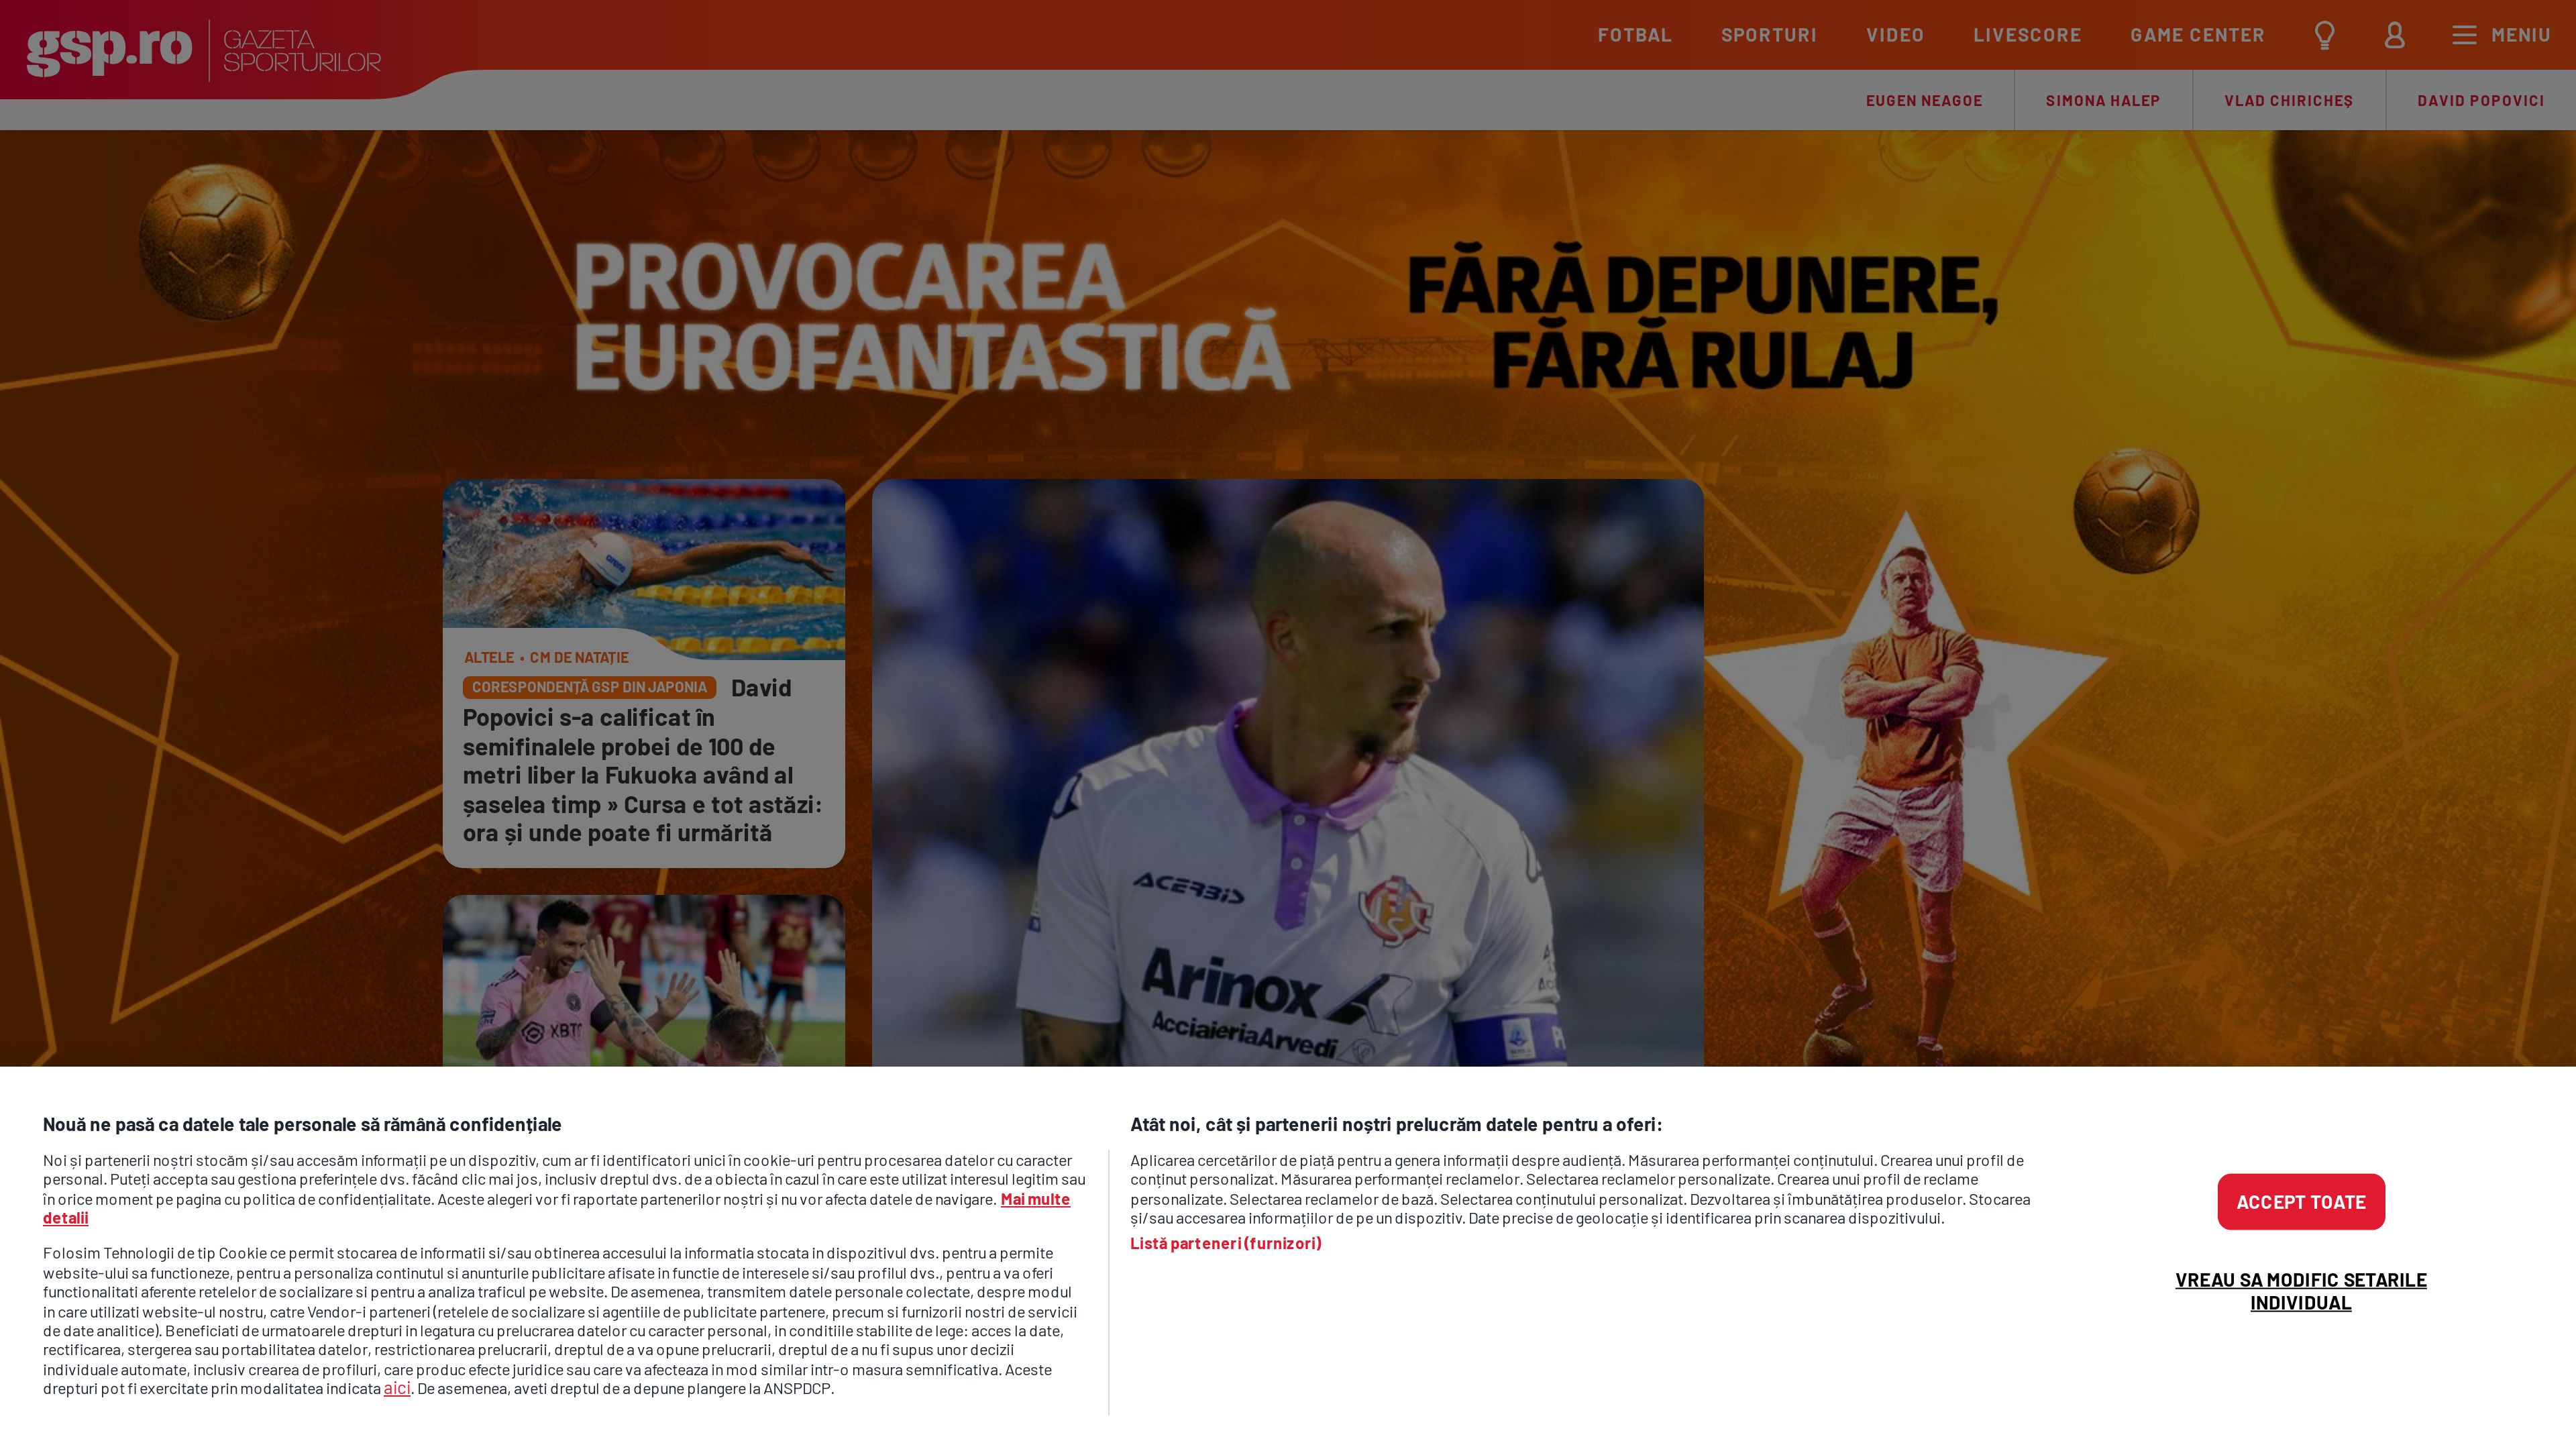 gsp.ro
GAZETA
SPORTURILOR
FOTBAL
SPORTURI
VIDEO
LIVESCORE
GAME CENTER
MENIU
EUGEN NEAGOE
SIMONA HALEP
VLAD CHIRICHEȘ
DAVID POPOVICI
PROVOCAREA
EUROFANTASTICĂ
FĂRĂ DEPUNERE,
FĂRĂ RULAJ
ALTELE • CM DE NATAȚIE
CORESPONDENȚĂ GSP DIN JAPONIA David
Popovici s-a calificat în
semifinalele probei de 100 de
metri liber la Fukuoka având al
șaselea timp » Cursa e tot astăzi:
ora și unde poate fi urmărită
ACERBIS
Arinox
AcciaieriaArvedi
XBTO
Nouă ne pasă ca datele tale personale să rămână confidențiale
Noi și partenerii noștri stocăm și/sau accesăm informații pe un dispozitiv, cum ar fi identificatori unici în cookie-uri pentru procesarea datelor cu caracter
personal. Puteți accepta sau gestiona preferințele dvs. făcând clic mai jos, inclusiv dreptul dvs. de a obiecta în cazul în care este utilizat interesul legitim sau
în orice moment pe pagina cu politica de confidențialitate. Aceste alegeri vor fi raportate partenerilor noștri și nu vor afecta datele de navigare. Mai multe
detalii
Folosim Tehnologii de tip Cookie ce permit stocarea de informatii si/sau obtinerea accesului la informatia stocata in dispozitivul dvs. pentru a permite
website-ului sa functioneze, pentru a personaliza continutul si anunturile publicitare afisate in functie de interesele si/sau profilul dvs., pentru a va oferi
functionalitati aferente retelelor de socializare si pentru a analiza traficul pe website. De asemenea, transmitem datele personale colectate, despre modul
in care utilizati website-ul nostru, catre Vendor-i parteneri (retelele de socializare si agentiile de publicitate partenere, precum si furnizorii nostri de servicii
de date analitice). Beneficiati de urmatoarele drepturi in legatura cu prelucrarea datelor cu caracter personal, in conditiile stabilite de lege: acces la date,
rectificarea, stergerea sau portabilitatea datelor, restrictionarea prelucrarii, dreptul de a va opune prelucrarii, dreptul de a nu fi supus unor decizii
individuale automate, inclusiv crearea de profiluri, care produc efecte juridice sau care va afecteaza in mod similar intr-o masura semnificativa. Aceste
drepturi pot fi exercitate prin modalitatea indicata aici. De asemenea, aveti dreptul de a depune plangere la ANSPDCP.
Atât noi, cât și partenerii noștri prelucrăm datele pentru a oferi:
Aplicarea cercetărilor de piață pentru a genera informații despre audiență. Măsurarea performanței conținutului. Crearea unui profil de
conținut personalizat. Măsurarea performanței reclamelor. Selectarea reclamelor personalizate. Crearea unui profil de reclame
personalizate. Selectarea reclamelor de bază. Selectarea conținutului personalizat. Dezvoltarea și îmbunătățirea produselor. Stocarea
și/sau accesarea informațiilor de pe un dispozitiv. Date precise de geolocație și identificarea prin scanarea dispozitivului.
Listă parteneri (furnizori)
ACCEPT TOATE
VREAU SA MODIFIC SETARILE
INDIVIDUAL